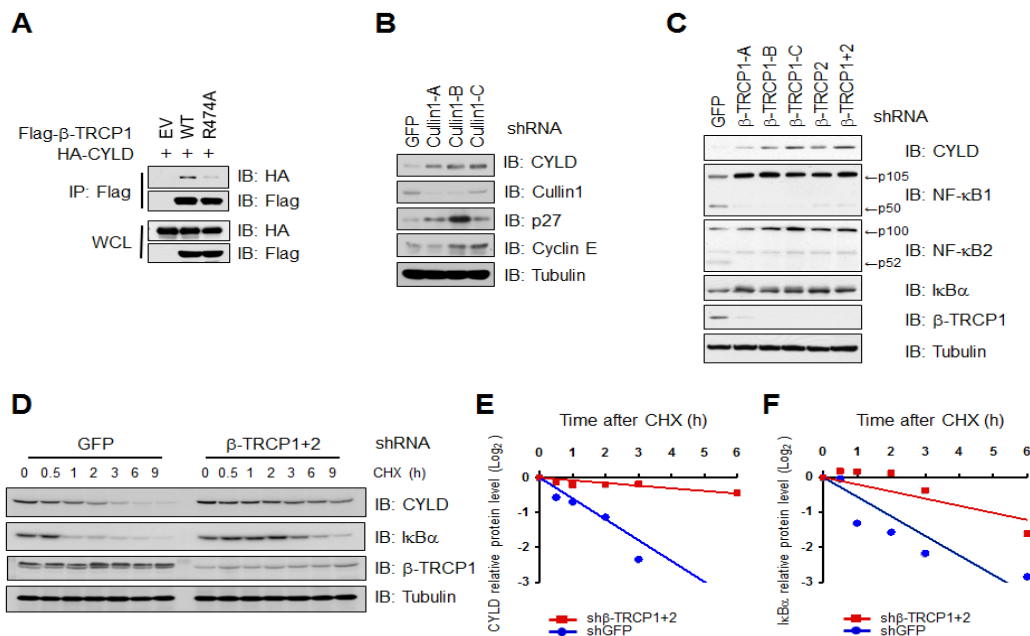 A
Flag-β-TRCP1
EV
WT
R474A
HA-CYLD
+ + +
IP: Flag
IB: HA
IB: Flag
WCL
IB: HA
IB: Flag
B
GFP
Cullin1-A
Cullin1-B
Cullin1-C
shRNA
IB: CYLD
IB: Cullin1
IB: p27
IB: Cyclin E
IB: Tubulin
C
GFP
β-TRCP1-A
β-TRCP1-B
β-TRCP1-C
β-TRCP2
β-TRCP1+2
shRNA
IB: CYLD
←p105
IB: NF-κB1
←p50
←p100
IB: NF-κB2
←p52
IB: IκBα
IB: β-TRCP1
IB: Tubulin
D
GFP β-TRCP1+2 shRNA
0 0.5 1 2 3 6 9 0 0.5 1 2 3 6 9 CHX (h)
IB: CYLD
IB: IκBα
IB: β-TRCP1
IB: Tubulin
E
Time after CHX (h)
0 1 2 3 4 5 6
CYLD relative protein level (Log2)
0
-1
-2
-3
shβ-TRCP1+2
shGFP
F
Time after CHX (h)
0 1 2 3 4 5 6
IκBα relative protein level (Log2)
0
-1
-2
-3
shβ-TRCP1+2
shGFP